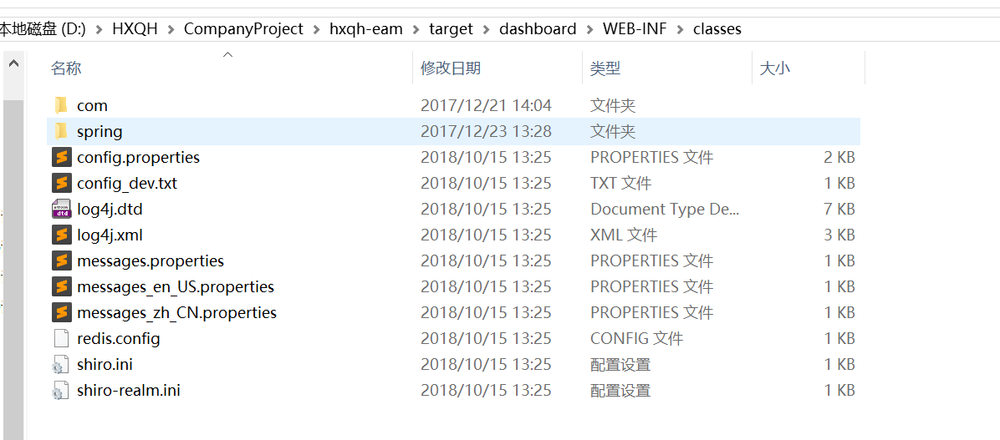 本地磁盘 (D:) > HXQH > CompanyProject > hxqh-eam > target > dashboard > WEB-INF > classes
名称 修改日期 类型 大小
com 2017/12/21 14:04 文件夹
spring 2017/12/23 13:28 文件夹
config.properties 2018/10/15 13:25 PROPERTIES 文件 2 KB
config_dev.txt 2018/10/15 13:25 TXT 文件 1 KB
log4j.dtd 2018/10/15 13:25 Document Type De... 7 KB
log4j.xml 2018/10/15 13:25 XML 文件 3 KB
messages.properties 2018/10/15 13:25 PROPERTIES 文件 1 KB
messages_en_US.properties 2018/10/15 13:25 PROPERTIES 文件 1 KB
messages_zh_CN.properties 2018/10/15 13:25 PROPERTIES 文件 1 KB
redis.config 2018/10/15 13:25 CONFIG 文件 1 KB
shiro.ini 2018/10/15 13:25 配置设置 1 KB
shiro-realm.ini 2018/10/15 13:25 配置设置 1 KB